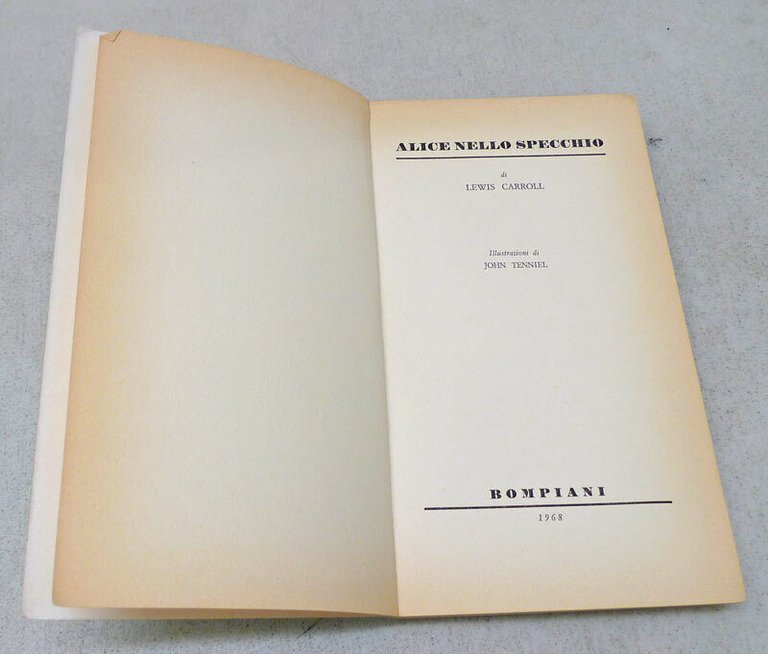 ALICE NELLO SPECCHIO
di
LEWIS CARROLL
Illustrazioni di
JOHN TENNIEL
BOMPIANI
1968